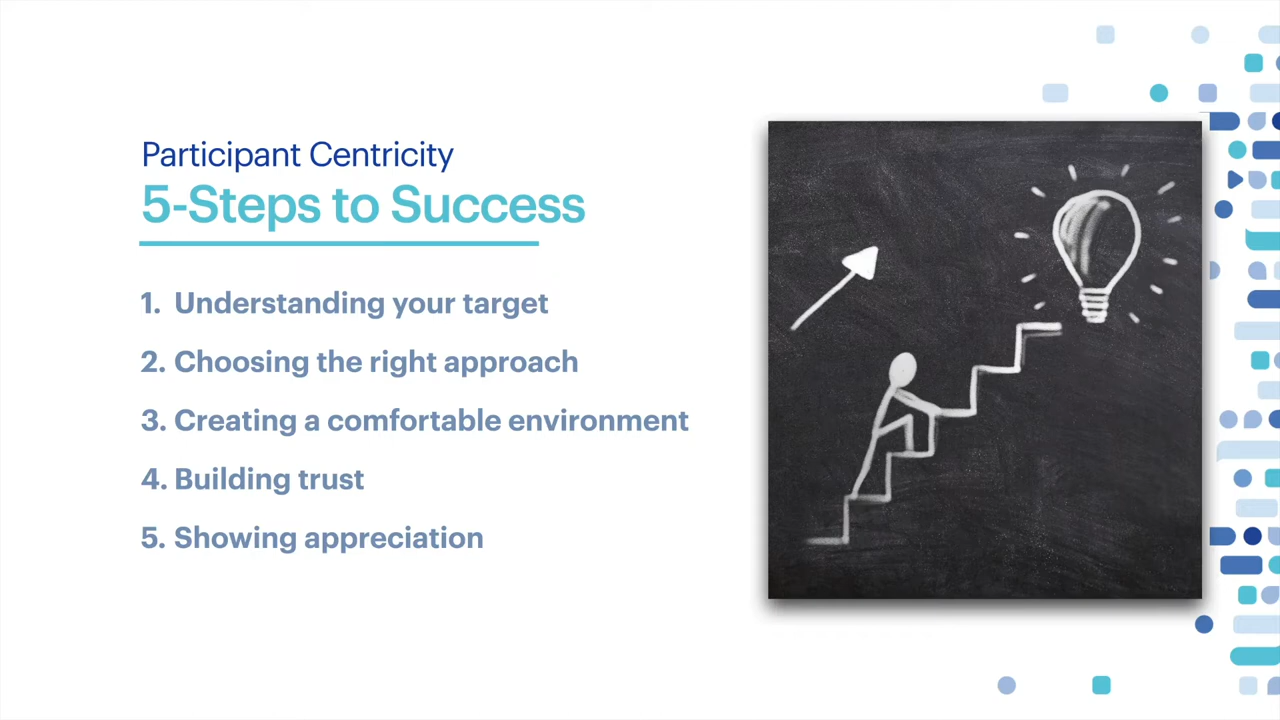 Participant Centricity
5-Steps to Success
1. Understanding your target
2. Choosing the right approach
3. Creating a comfortable environment
4. Building trust
5. Showing appreciation